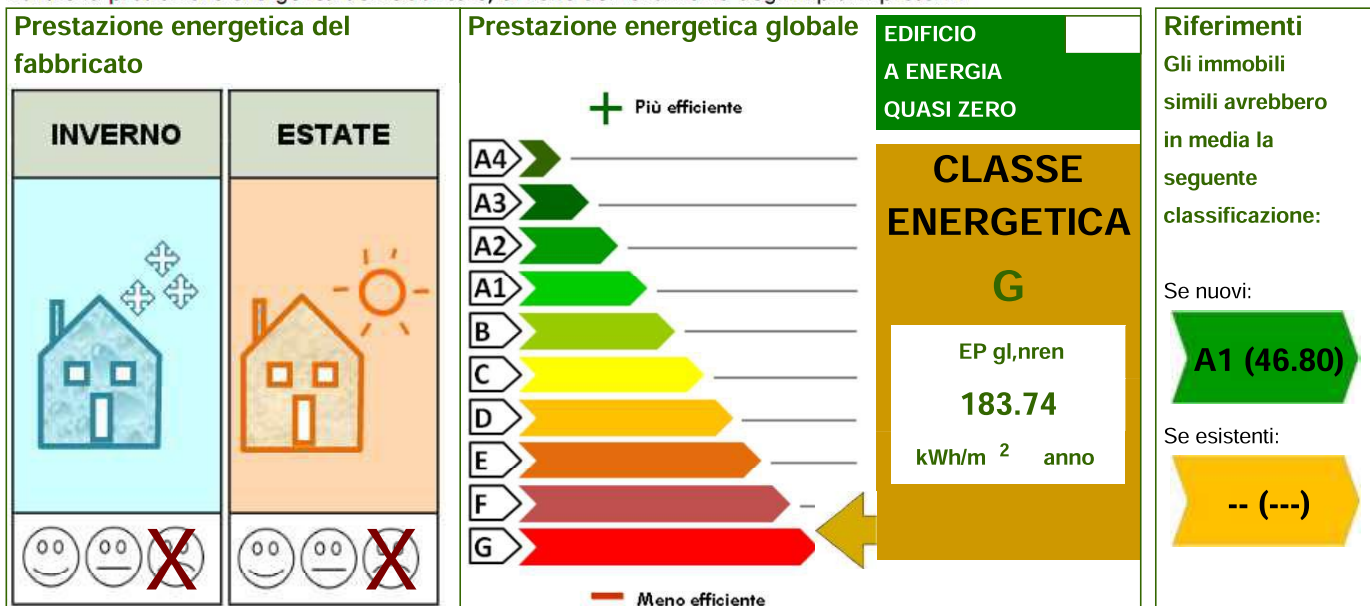 Prestazione energetica del
fabbricato
INVERNO
ESTATE
Prestazione energetica globale
Più efficiente
A4
A3
A2
A1
B
C
D
E
F
G
Meno efficiente
EDIFICIO
A ENERGIA
QUASI ZERO
CLASSE
ENERGETICA
G
EP gl,nren
183.74
kWh/m 2 anno
Riferimenti
Gli immobili
simili avrebbero
in media la
seguente
classificazione:
Se nuovi:
A1 (46.80)
Se esistenti:
-- (---)